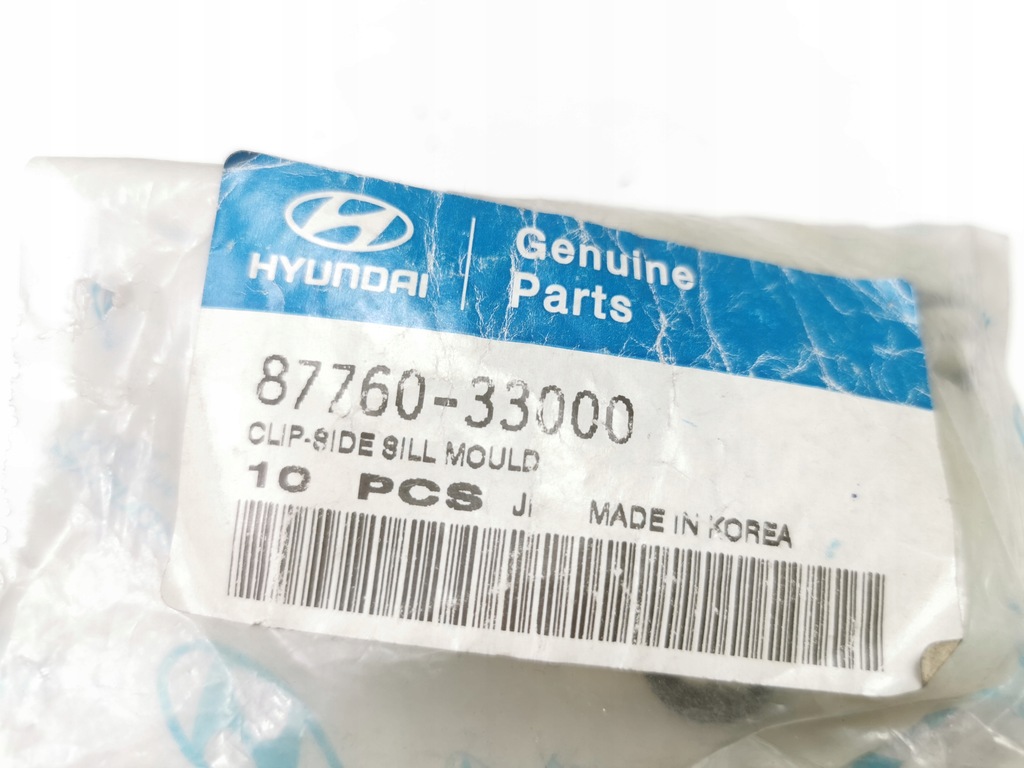 HYUNDAI
Genuine
Parts
87760-33000
CLIP-SIDE SILL MOULD
10 PCS
MADE IN KOREA